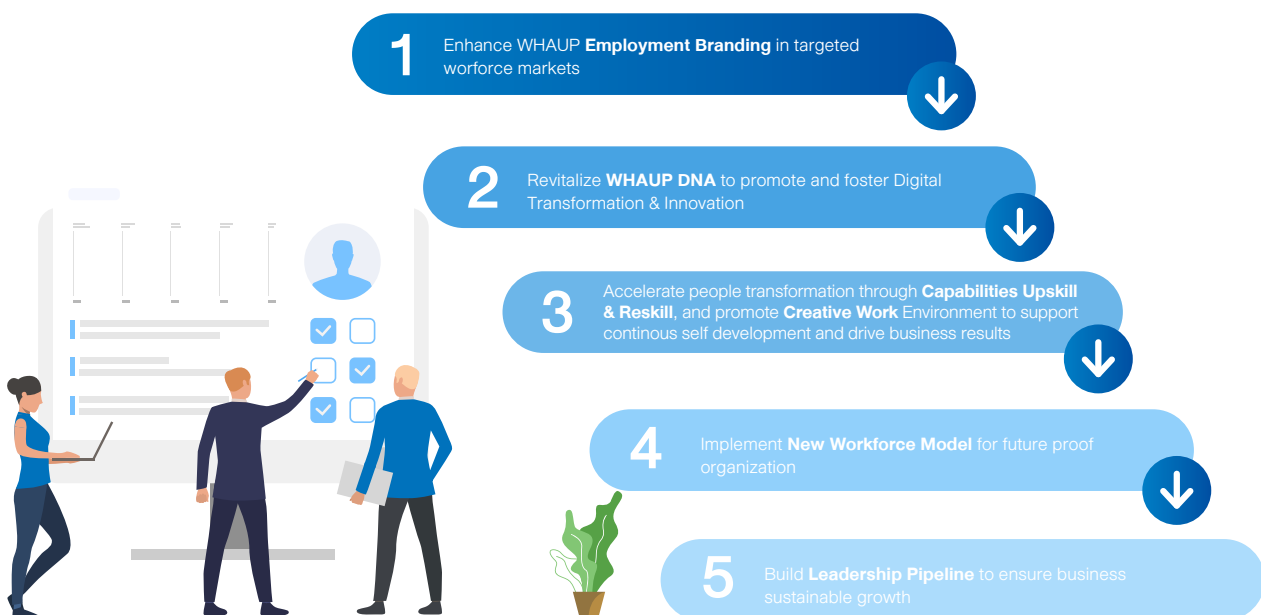 1
Enhance WHAUP Employment Branding in targeted
worforce markets
2
Revitalize WHAUP DNA to promote and foster Digital
Transformation & Innovation
3
Accelerate people transformation through Capabilities Upskill
& Reskill, and promote Creative Work Environment to support
continous self development and drive business results
4
Implement New Workforce Model for future proof
organization
5
Build Leadership Pipeline to ensure business
sustainable growth